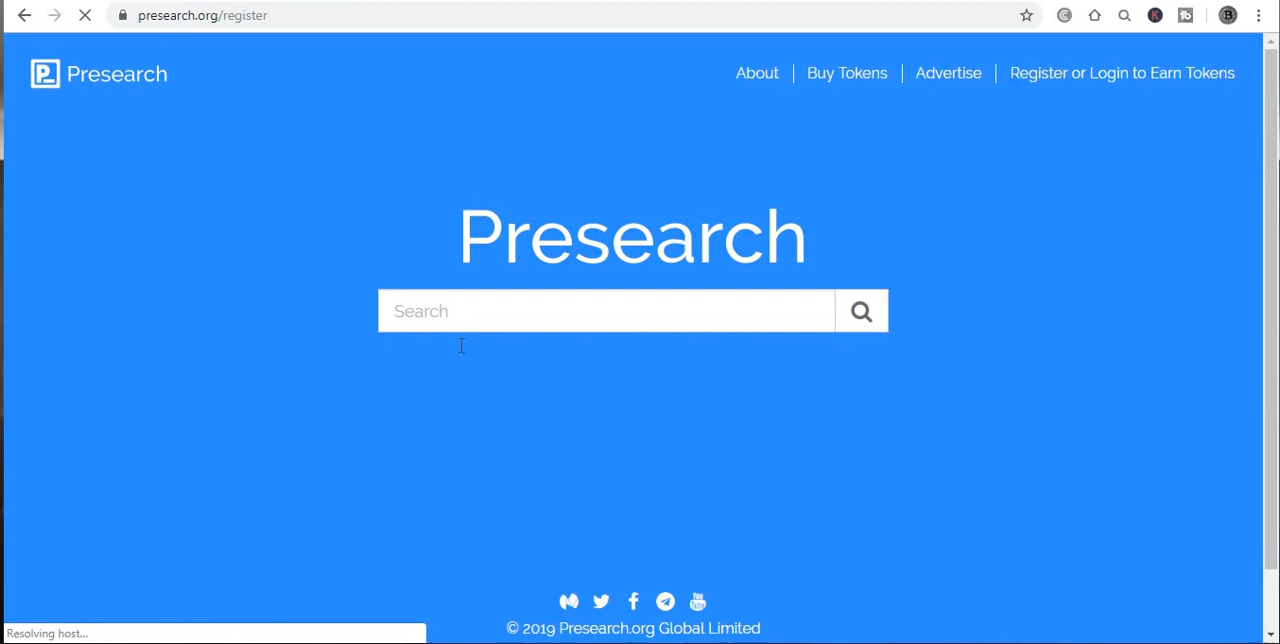 presearch.org/register
Presearch
About
Buy Tokens
Advertise
Register or Login to Earn Tokens
Presearch
Search
© 2019 Presearch.org Global Limited
Resolving host...